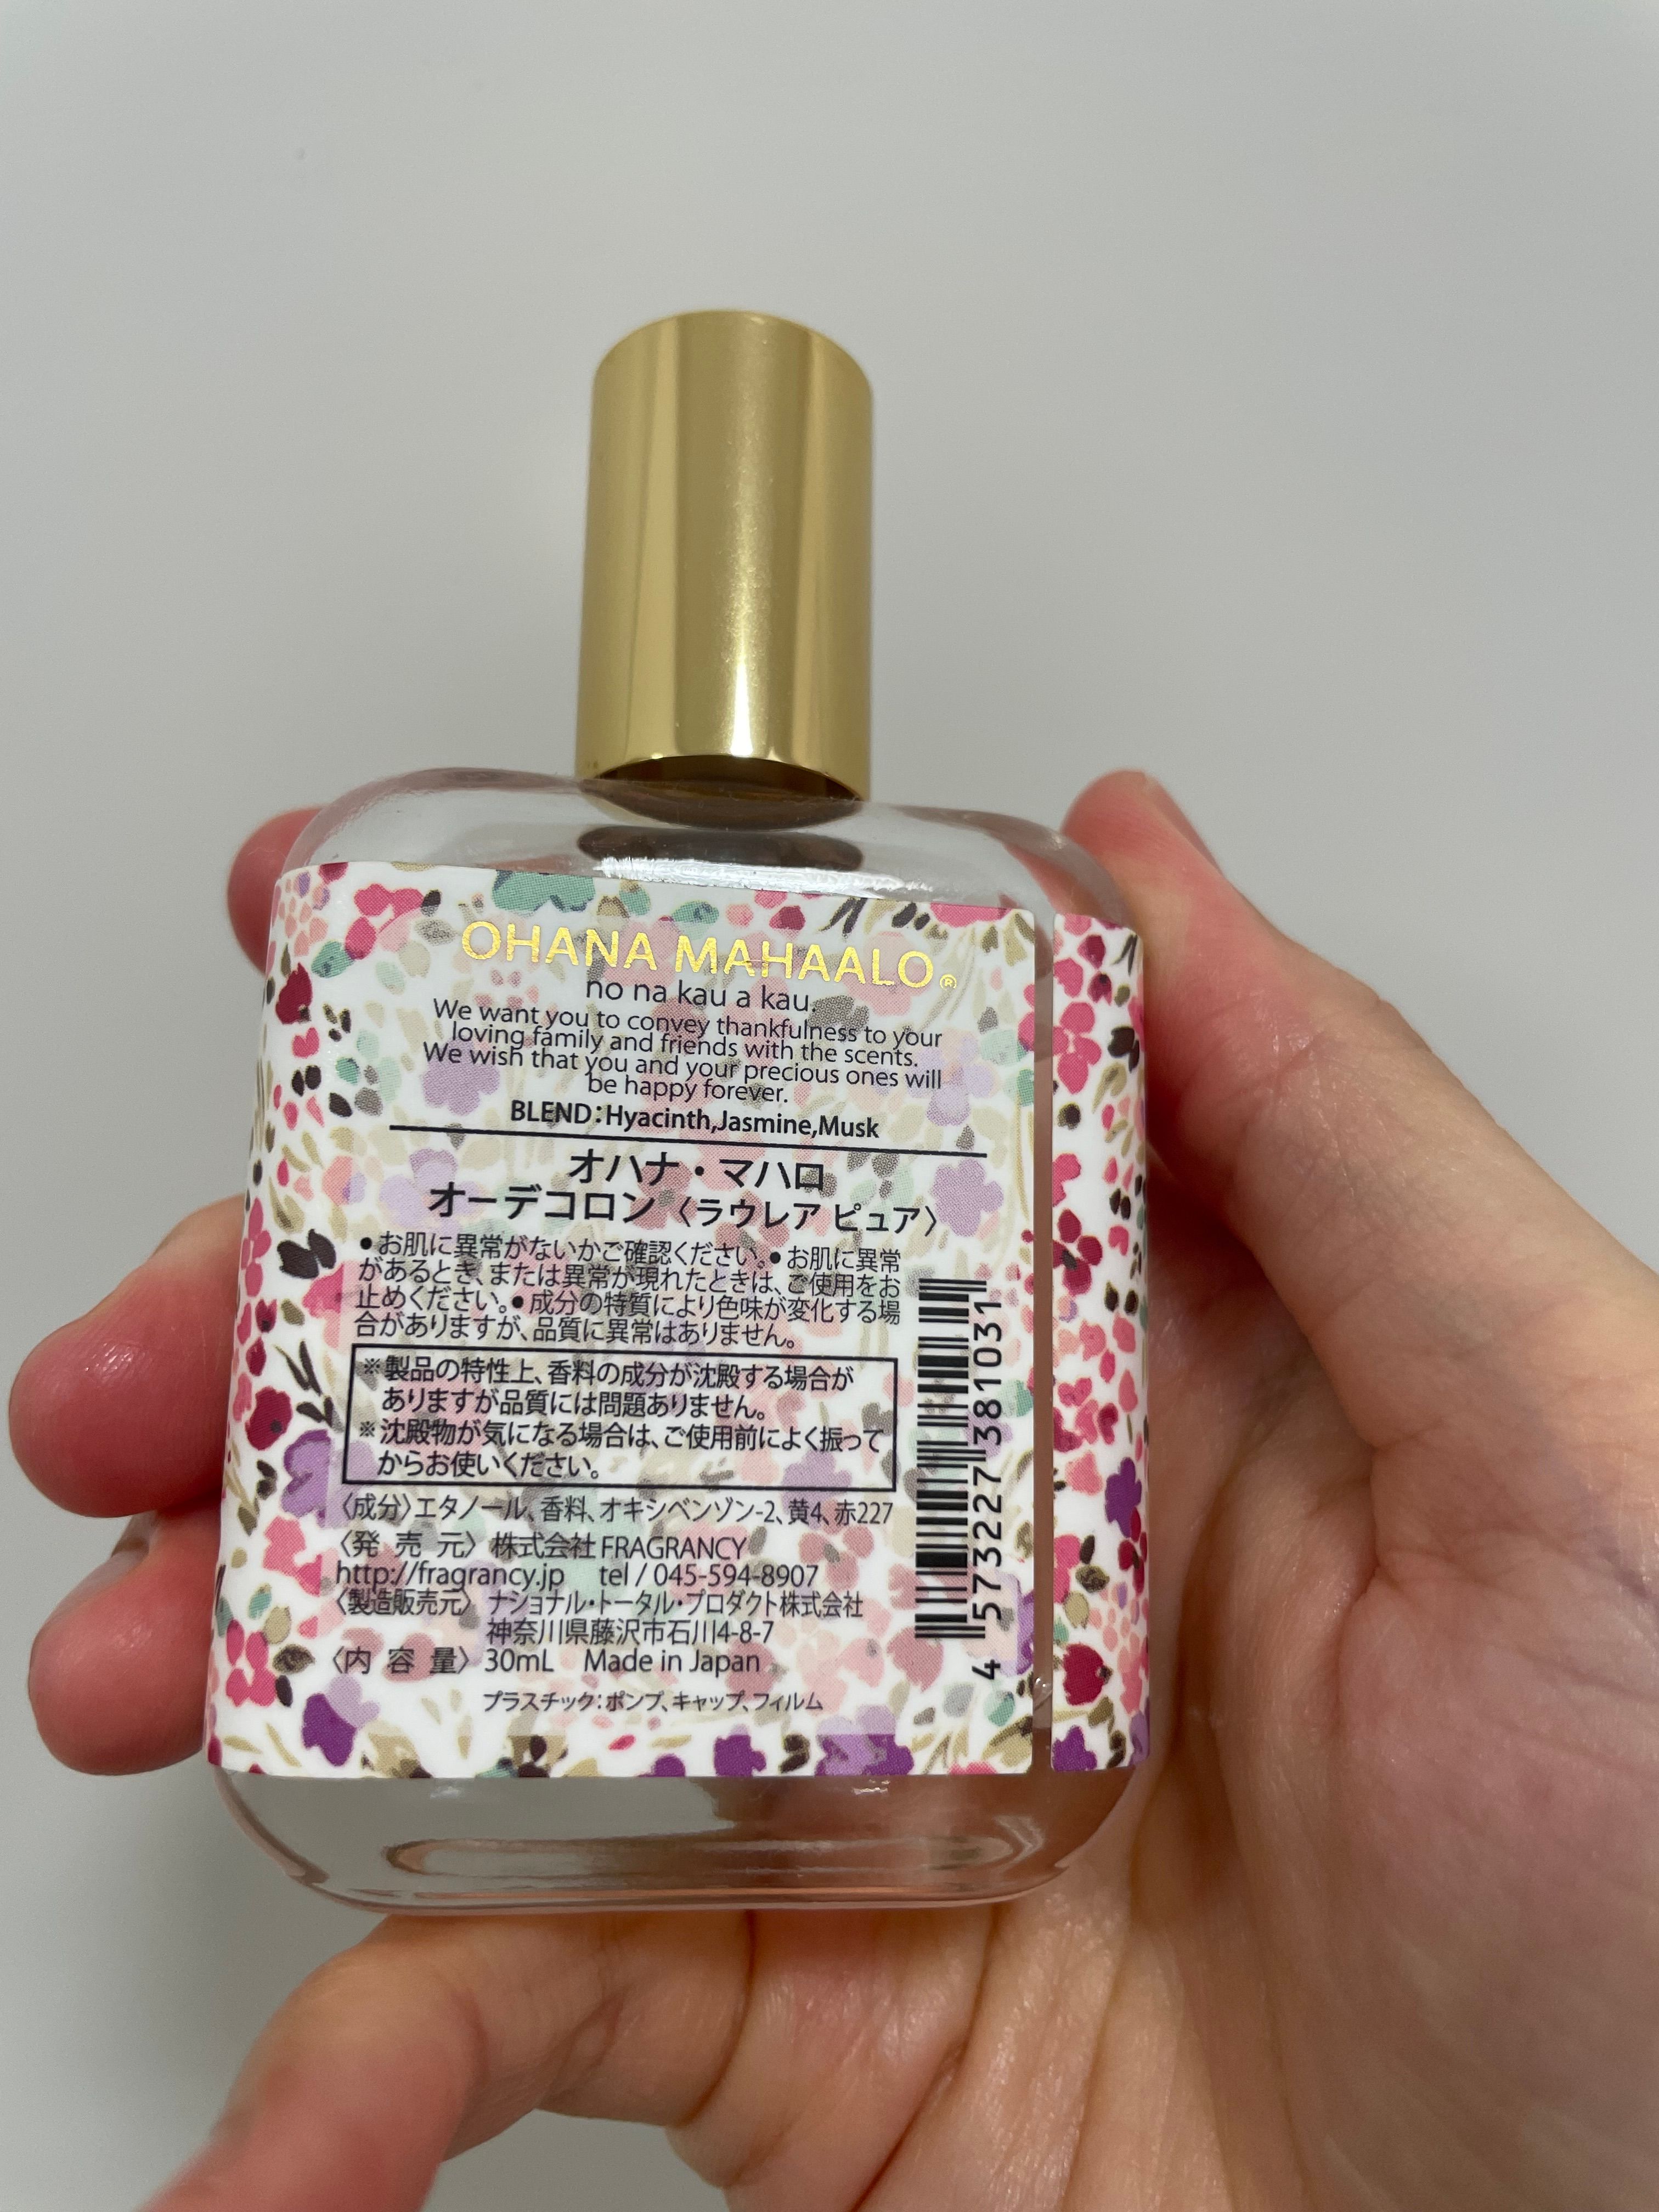 OHANA MAHAALO®
no na kau a kau.
We want you to convey thankfulness to your
loving family and friends with the scents.
We wish that you and your precious ones will
be happy forever.
BLEND:Hyacinth,Jasmine,Musk
オハナ・マハロ
オーデコロン〈ラウレア ピュア〉
●お肌に異常がないかご確認ください。●お肌に異常
があるとき、または異常が現れたときは、ご使用をお
止めください。●成分の特質により色味が変化する場
合がありますが、品質に異常はありません。
※製品の特性上、香料の成分が沈殿する場合が
ありますが品質には問題ありません。
※沈殿物が気になる場合は、ご使用前によく振って
からお使いください。
〈成分〉エタノール、香料、オキシベンゾン-2、黄4、赤227
〈発売元〉株式会社FRAGRANCY
http://fragrancy.jp tel / 045-594-8907
〈製造販売元〉ナショナル・トータル・プロダクト株式会社
神奈川県藤沢市石川4-8-7
〈内容量〉30mL Made in Japan
プラスチック:ポンプ、キャップ、フィルム
4573227381031